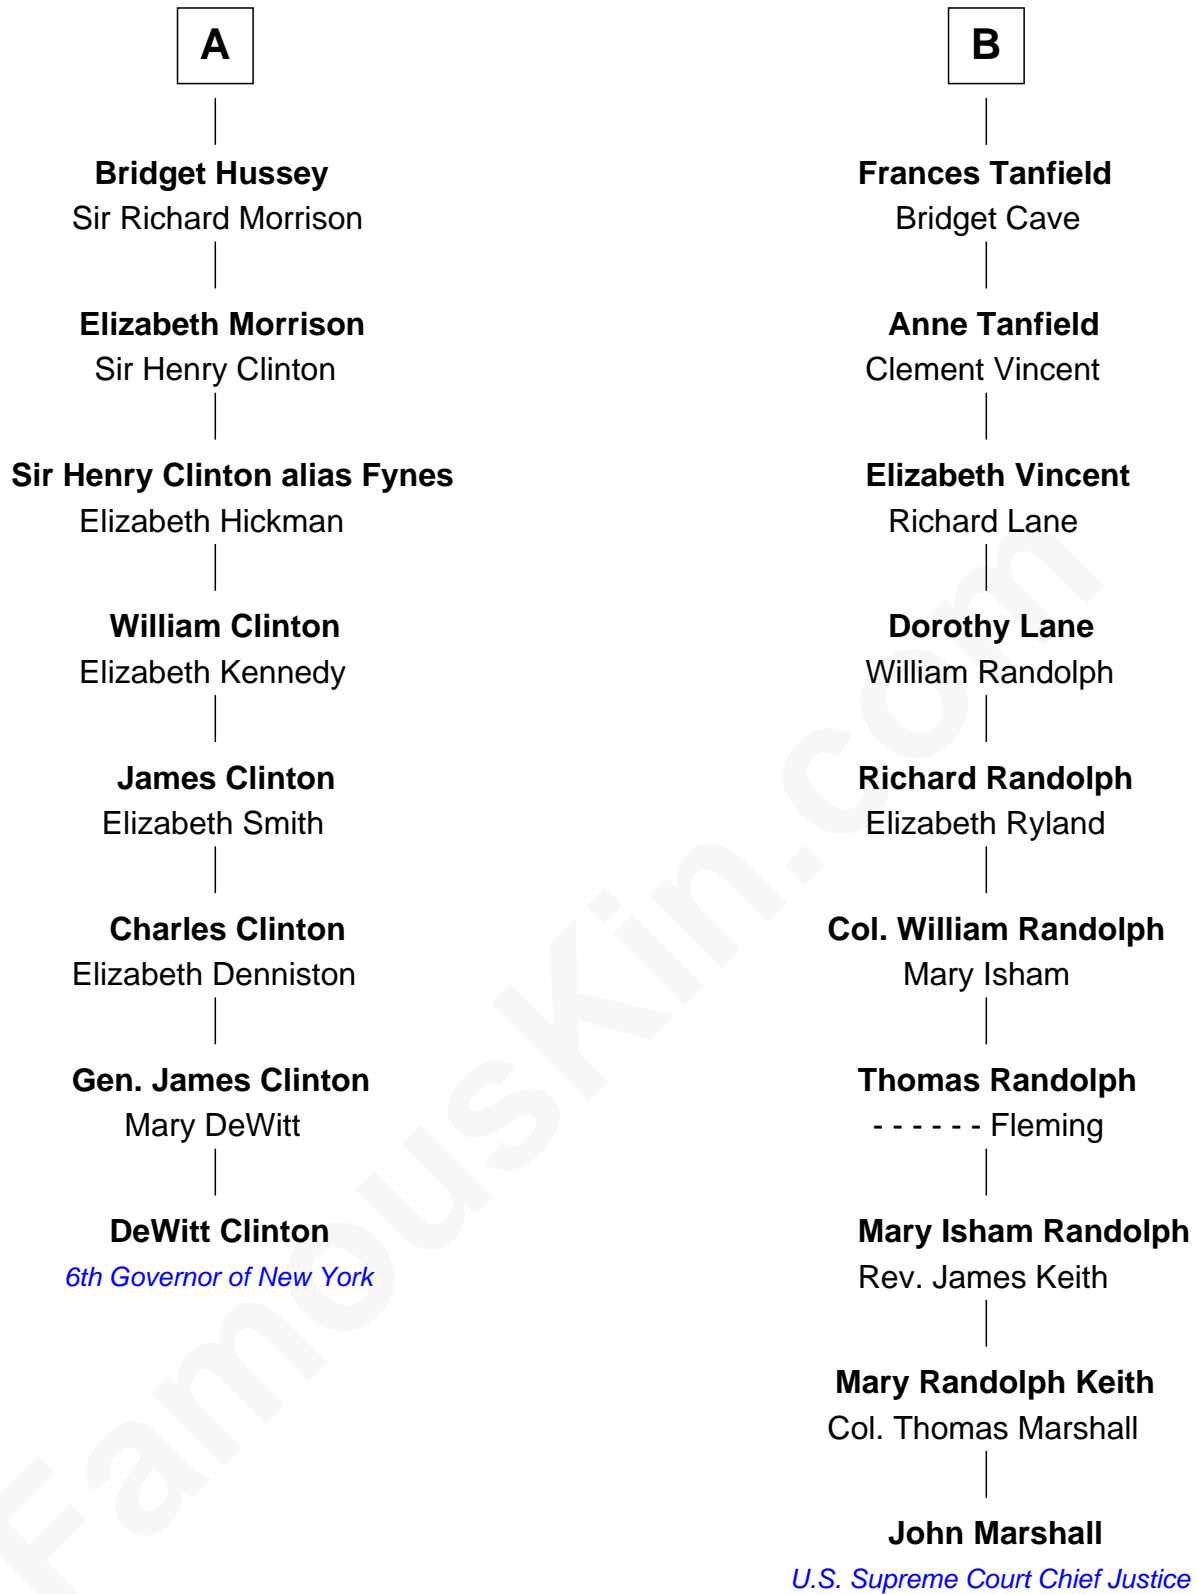 A
Bridget Hussey
Sir Richard Morrison
Elizabeth Morrison
Sir Henry Clinton
Sir Henry Clinton alias Fynes
Elizabeth Hickman
William Clinton
Elizabeth Kennedy
James Clinton
Elizabeth Smith
Charles Clinton
Elizabeth Denniston
Gen. James Clinton
Mary DeWitt
DeWitt Clinton
6th Governor of New York
B
Frances Tanfield
Bridget Cave
Anne Tanfield
Clement Vincent
Elizabeth Vincent
Richard Lane
Dorothy Lane
William Randolph
Richard Randolph
Elizabeth Ryland
Col. William Randolph
Mary Isham
Thomas Randolph
- - - - - - Fleming
Mary Isham Randolph
Rev. James Keith
Mary Randolph Keith
Col. Thomas Marshall
John Marshall
U.S. Supreme Court Chief Justice
FamousKin.com